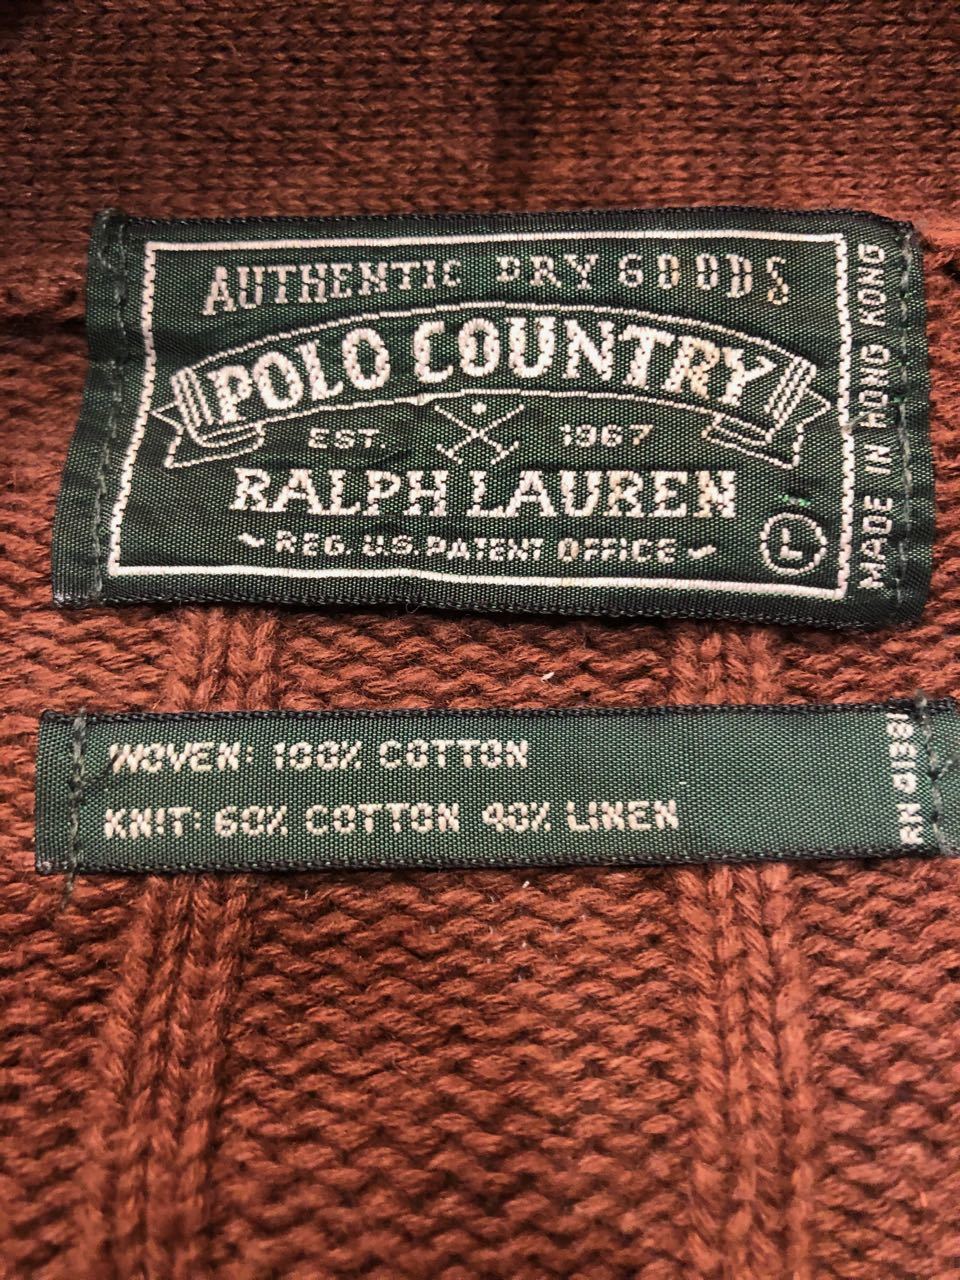 AUTHENTIC DRY GOODS
POLO COUNTRY
EST. 1967
RALPH LAUREN
REG. U.S. PATENT OFFICE
L
MADE IN HONG KONG
WOVEN: 100% COTTON
KNIT: 60% COTTON 40% LINEN
RN 41381